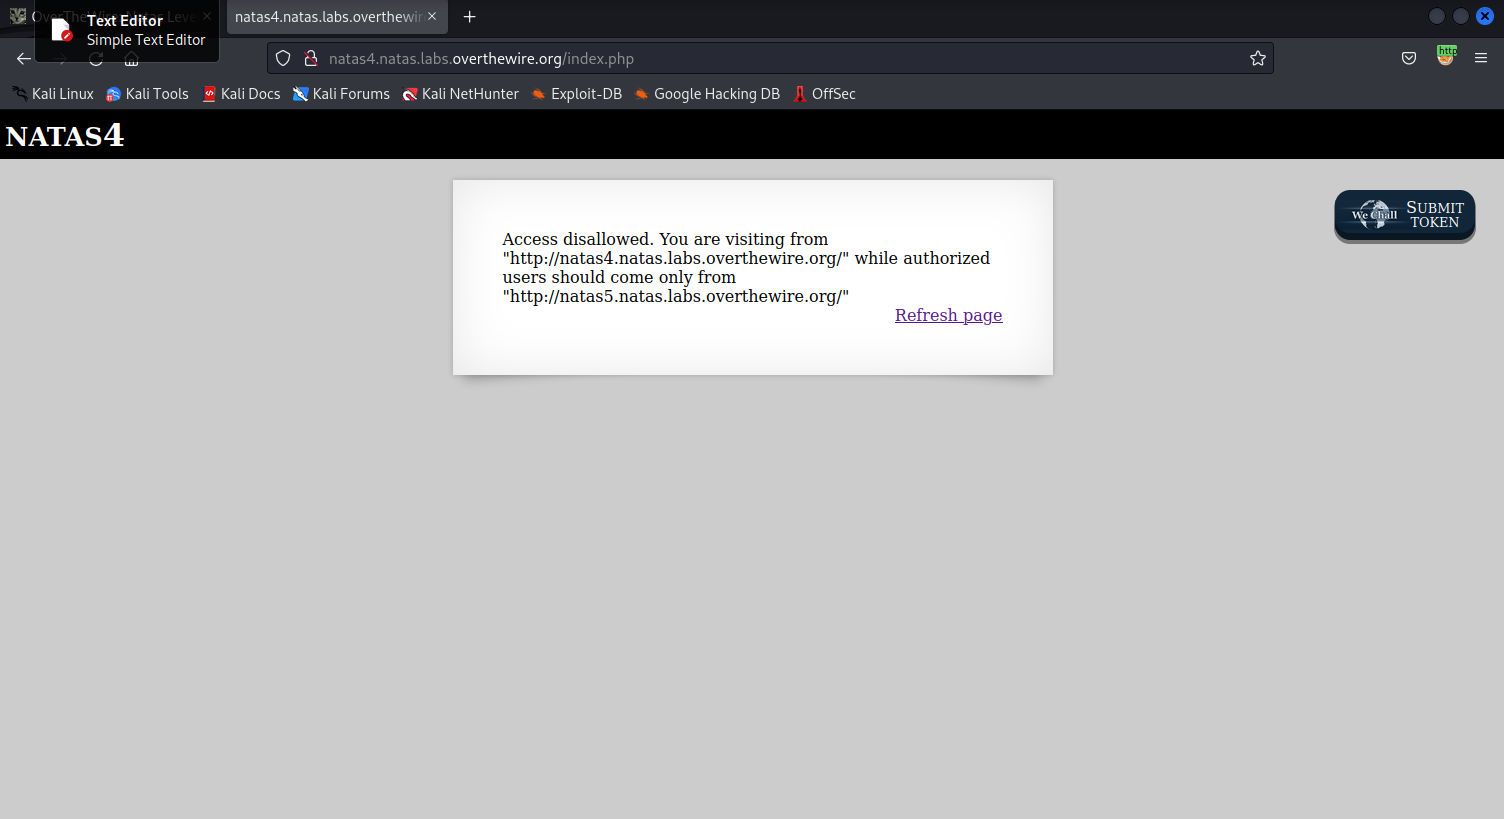 Text Editor
Simple Text Editor
natas4.natas.labs.overthewir
natas4.natas.labs.overthewire.org/index.php
http
Kali Linux Kali Tools Kali Docs Kali Forums Kali NetHunter Exploit-DB Google Hacking DB OffSec
NATAS4
Access disallowed. You are visiting from
"http://natas4.natas.labs.overthewire.org/" while authorized
users should come only from
"http://natas5.natas.labs.overthewire.org/"
Refresh page
We Chall
SUBMIT
TOKEN